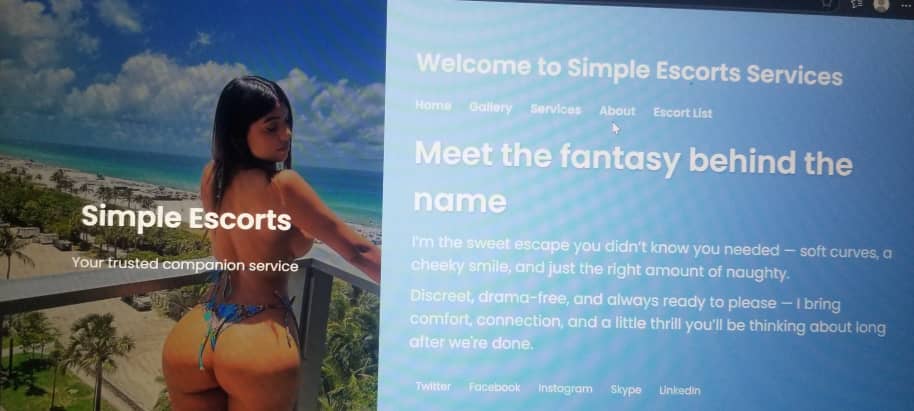 Simple Escorts
Your trusted companion service
Welcome to Simple Escorts Services
Home Gallery Services About Escort List
Meet the fantasy behind the
name
I'm the sweet escape you didn't know you needed — soft curves, a
cheeky smile, and just the right amount of naughty.
Discreet, drama-free, and always ready to please — I bring
comfort, connection, and a little thrill you'll be thinking about long
after we're done.
Twitter Facebook Instagram Skype LinkedIn